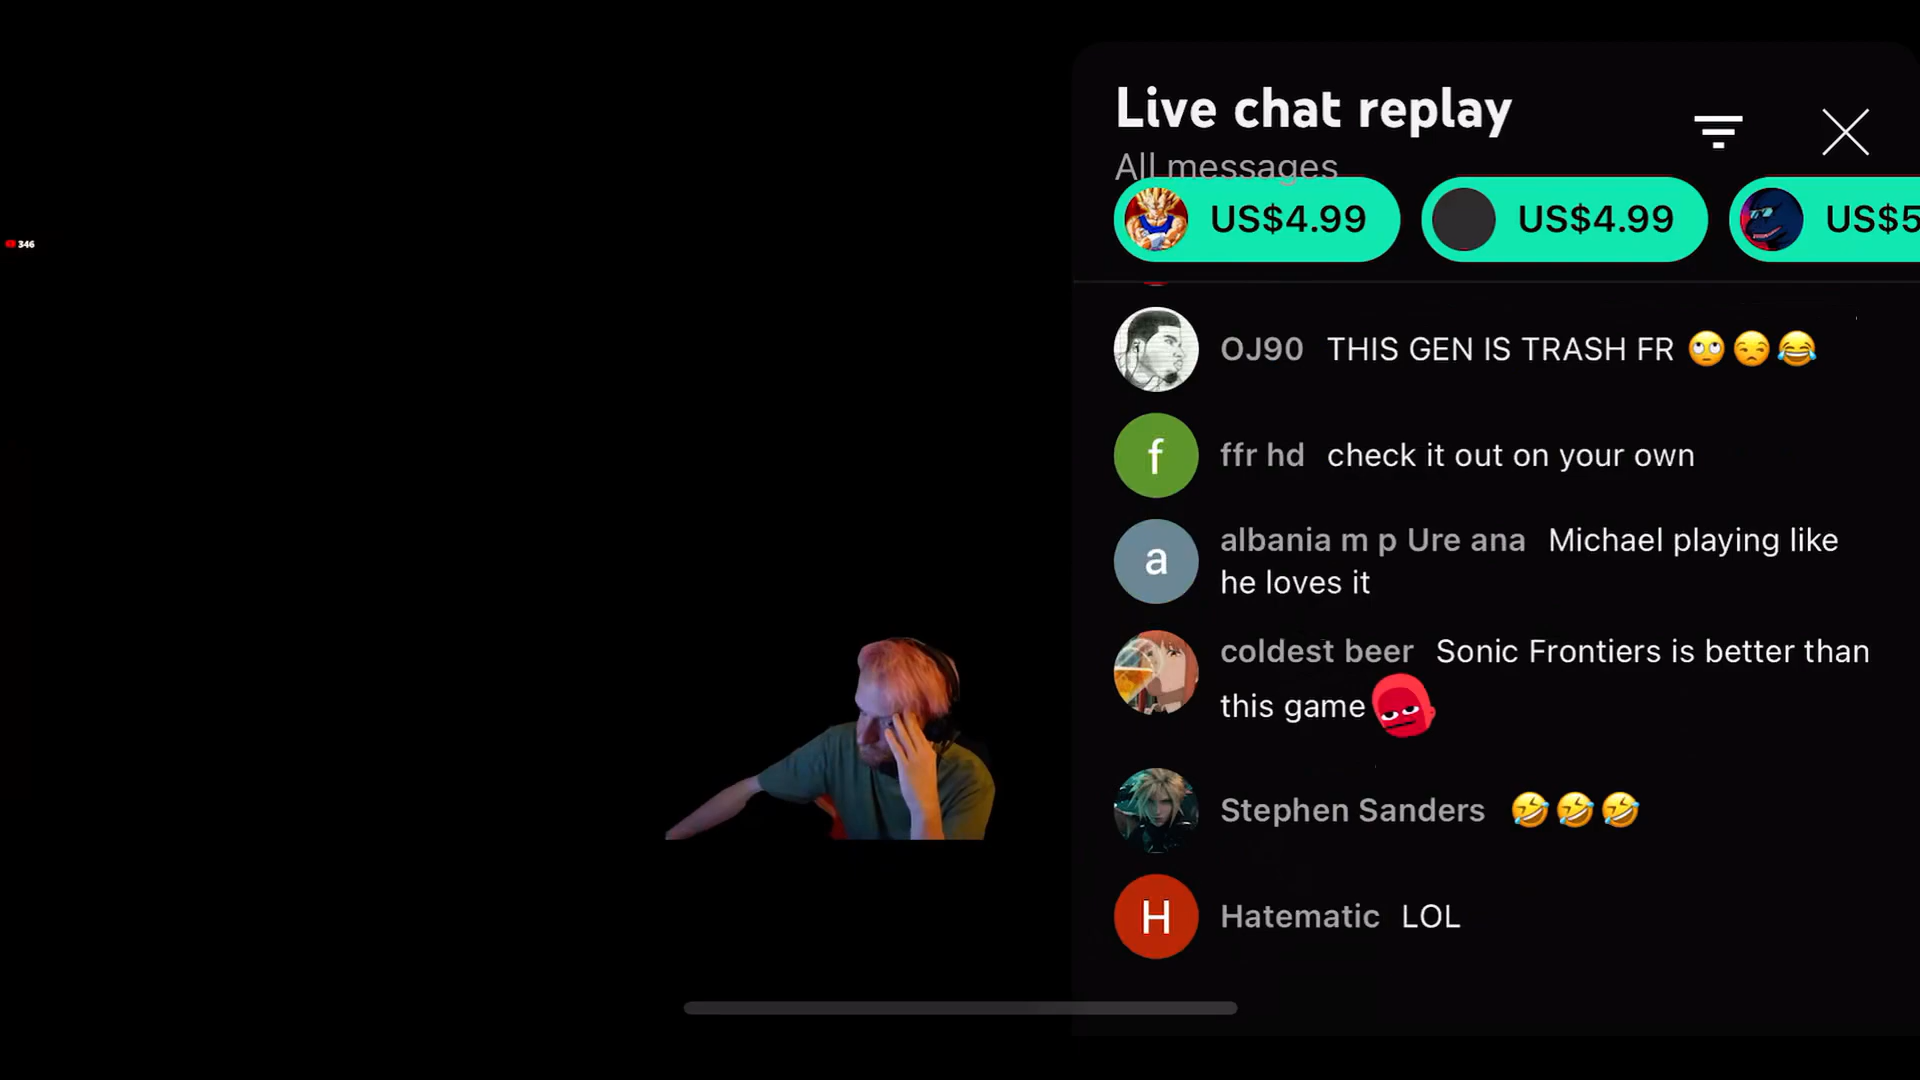 346
Live chat replay
All messages
US$4.99 US$4.99 US$5
OJ90 THIS GEN IS TRASH FR 🙄😒😂
f ffr hd check it out on your own
a albania m p Ure ana Michael playing like
he loves it
coldest beer Sonic Frontiers is better than
this game
Stephen Sanders 🤣🤣🤣
H Hatematic LOL